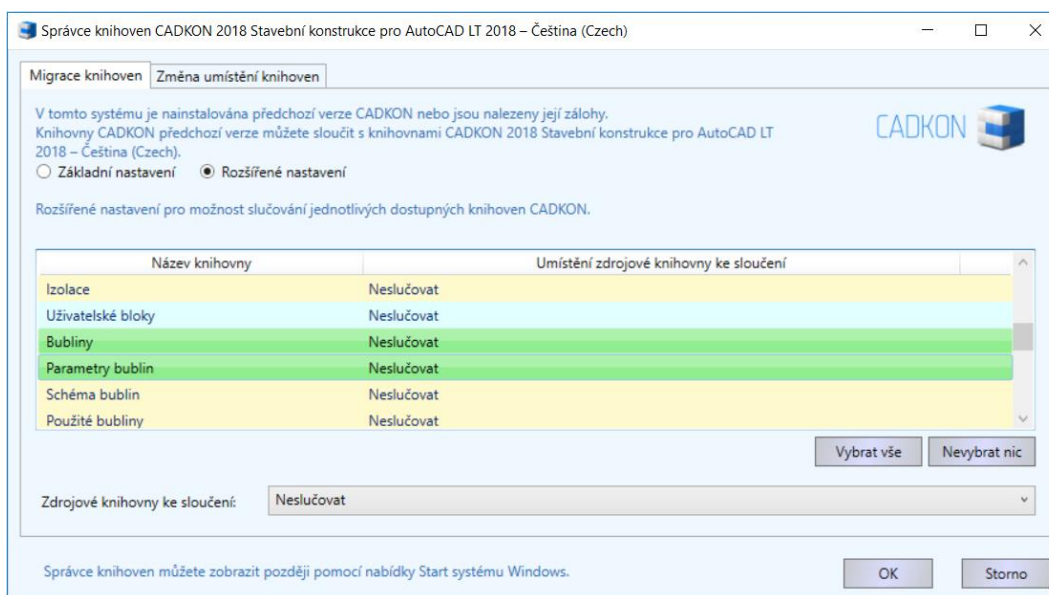 Správce knihoven CADKON 2018 Stavební konstrukce pro AutoCAD LT 2018 – Čeština (Czech)
Migrace knihoven Změna umístění knihoven
V tomto systému je nainstalována předchozí verze CADKON nebo jsou nalezeny její zálohy.
Knihovny CADKON předchozí verze můžete sloučit s knihovnami CADKON 2018 Stavební konstrukce pro AutoCAD LT
2018 – Čeština (Czech).
CADKON
Základní nastavení Rozšířené nastavení
Rozšířené nastavení pro možnost slučování jednotlivých dostupných knihoven CADKON.
Název knihovny Umístění zdrojové knihovny ke sloučení
Izolace Neslučovat
Uživatelské bloky Neslučovat
Bubliny Neslučovat
Parametry bublin Neslučovat
Schéma bublin Neslučovat
Použité bubliny Neslučovat
Vybrat vše Nevybrat nic
Zdrojové knihovny ke sloučení: Neslučovat
Správce knihoven můžete zobrazit později pomocí nabídky Start systému Windows.
OK Storno